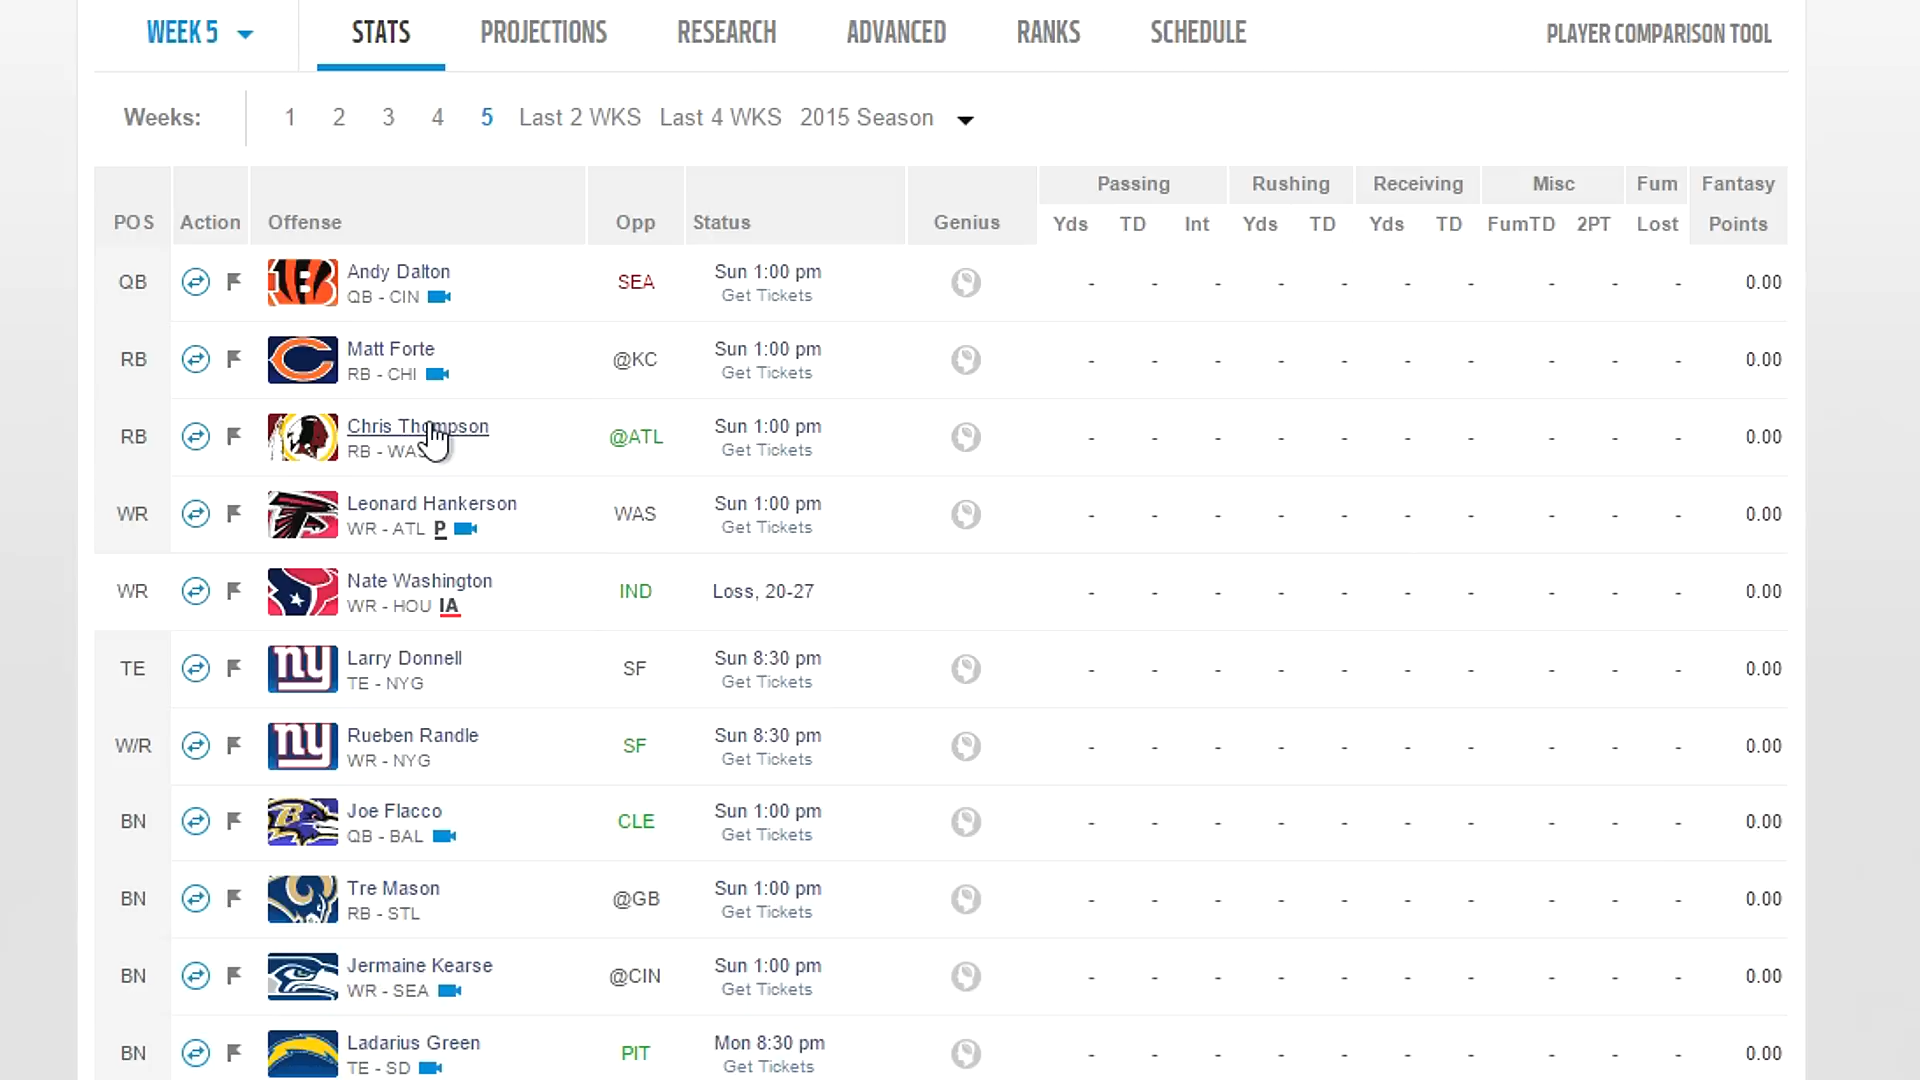 WEEK 5 STATS PROJECTIONS RESEARCH ADVANCED RANKS SCHEDULE PLAYER COMPARISON TOOL
Weeks: 1 2 3 4 5 Last 2 WKS Last 4 WKS 2015 Season
Passing Rushing Receiving Misc Fum Fantasy
POS Action Offense Opp Status Genius Yds TD Int Yds TD Yds TD FumTD 2PT Lost Points
QB Andy Dalton SEA Sun 1:00 pm - - - - - - - - - - 0.00
QB - CIN Get Tickets
RB Matt Forte @KC Sun 1:00 pm - - - - - - - - - - 0.00
RB - CHI Get Tickets
RB Chris Thompson @ATL Sun 1:00 pm - - - - - - - - - - 0.00
RB - WAS Get Tickets
WR Leonard Hankerson WAS Sun 1:00 pm - - - - - - - - - - 0.00
WR - ATL P Get Tickets
WR Nate Washington IND Loss, 20-27 - - - - - - - - - - 0.00
WR - HOU IA
TE Larry Donnell SF Sun 8:30 pm - - - - - - - - - - 0.00
TE - NYG Get Tickets
W/R Rueben Randle SF Sun 8:30 pm - - - - - - - - - - 0.00
WR - NYG Get Tickets
BN Joe Flacco CLE Sun 1:00 pm - - - - - - - - - - 0.00
QB - BAL Get Tickets
BN Tre Mason @GB Sun 1:00 pm - - - - - - - - - - 0.00
RB - STL Get Tickets
BN Jermaine Kearse @CIN Sun 1:00 pm - - - - - - - - - - 0.00
WR - SEA Get Tickets
BN Ladarius Green PIT Mon 8:30 pm - - - - - - - - - - 0.00
TE - SD Get Tickets